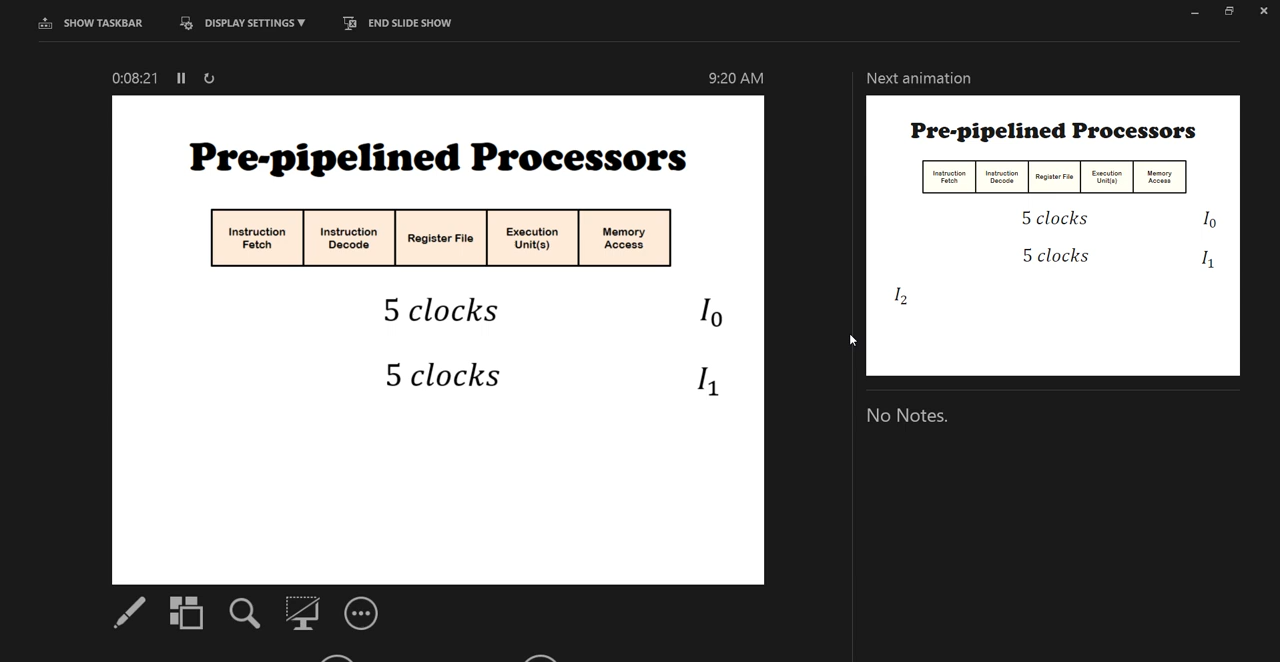 SHOW TASKBAR DISPLAY SETTINGS ▼ END SLIDE SHOW
0:08:21 9:20 AM
Pre-pipelined Processors
Instruction Fetch
Instruction Decode
Register File
Execution Unit(s)
Memory Access
5 clocks I0
5 clocks I1
Next animation
Pre-pipelined Processors
Instruction Fetch
Instruction Decode
Register File
Execution Unit(s)
Memory Access
5 clocks I0
5 clocks I1
I2
No Notes.